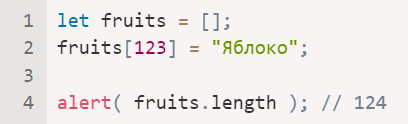 1 let fruits = [];
2 fruits[123] = "Яблоко";
3
4 alert( fruits.length ); // 124